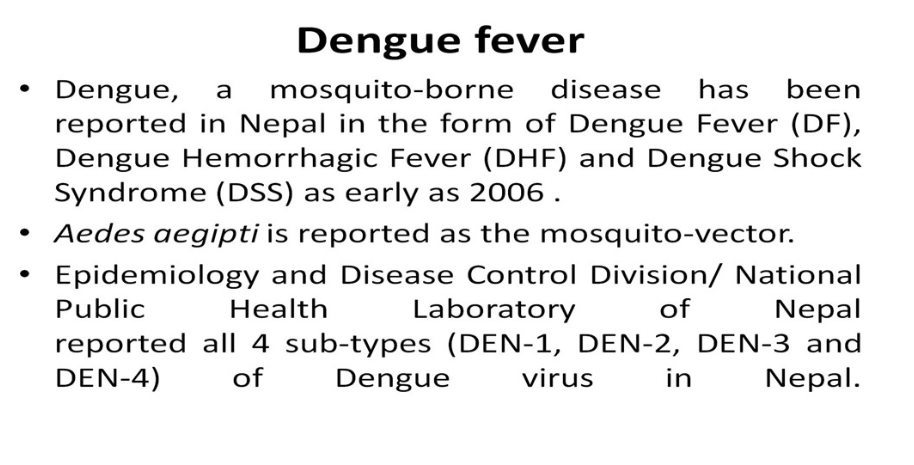 Dengue fever
• Dengue, a mosquito-borne disease has been
reported in Nepal in the form of Dengue Fever (DF),
Dengue Hemorrhagic Fever (DHF) and Dengue Shock
Syndrome (DSS) as early as 2006 .
• Aedes aegipti is reported as the mosquito-vector.
• Epidemiology and Disease Control Division/ National
Public Health Laboratory of Nepal
reported all 4 sub-types (DEN-1, DEN-2, DEN-3 and
DEN-4) of Dengue virus in Nepal.